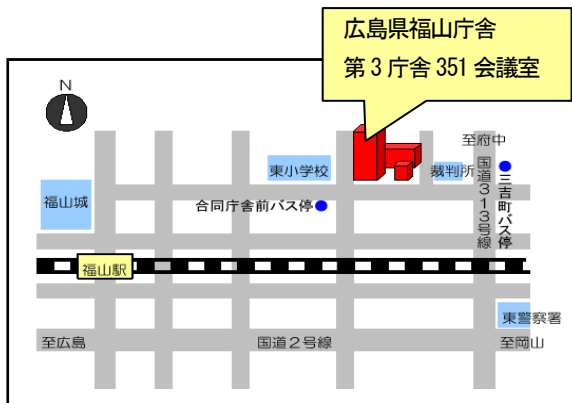 広島県福山庁舎
第3庁舎351会議室
N
至府中
東小学校
裁判所
国道313号線
三吉町バス停
福山城
合同庁舎前バス停
福山駅
東警察署
至広島
国道2号線
至岡山